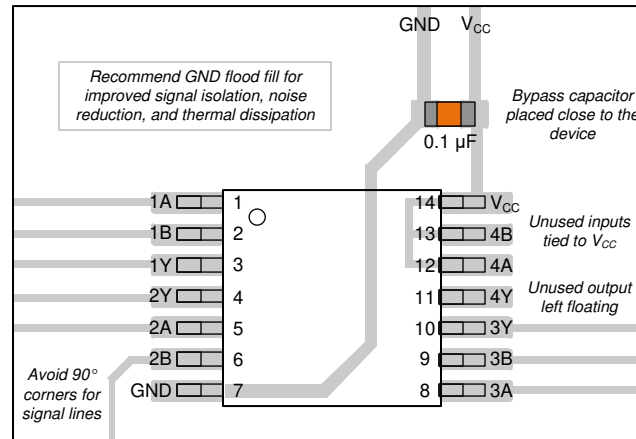 GND VCC
Recommend GND flood fill for
improved signal isolation, noise
reduction, and thermal dissipation
Bypass capacitor
placed close to the
device
0.1 µF
1A 1 14 VCC
1B 2 13 4B
1Y 3 12 4A
2Y 4 11 4Y
2A 5 10 3Y
2B 6 9 3B
GND 7 8 3A
Unused inputs
tied to VCC
Unused output
left floating
Avoid 90°
corners for
signal lines